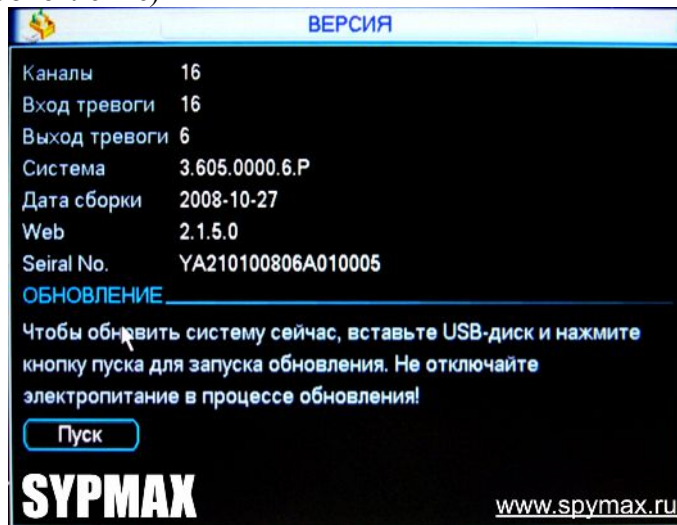 ВЕРСИЯ
Каналы 16
Вход тревоги 16
Выход тревоги 6
Система 3.605.0000.6.P
Дата сборки 2008-10-27
Web 2.1.5.0
Seiral No. YA210100806A010005
ОБНОВЛЕНИЕ
Чтобы обновить систему сейчас, вставьте USB-диск и нажмите
кнопку пуска для запуска обновления. Не отключайте
электропитание в процессе обновления!
Пуск
SYPMAX
www.spymax.ru